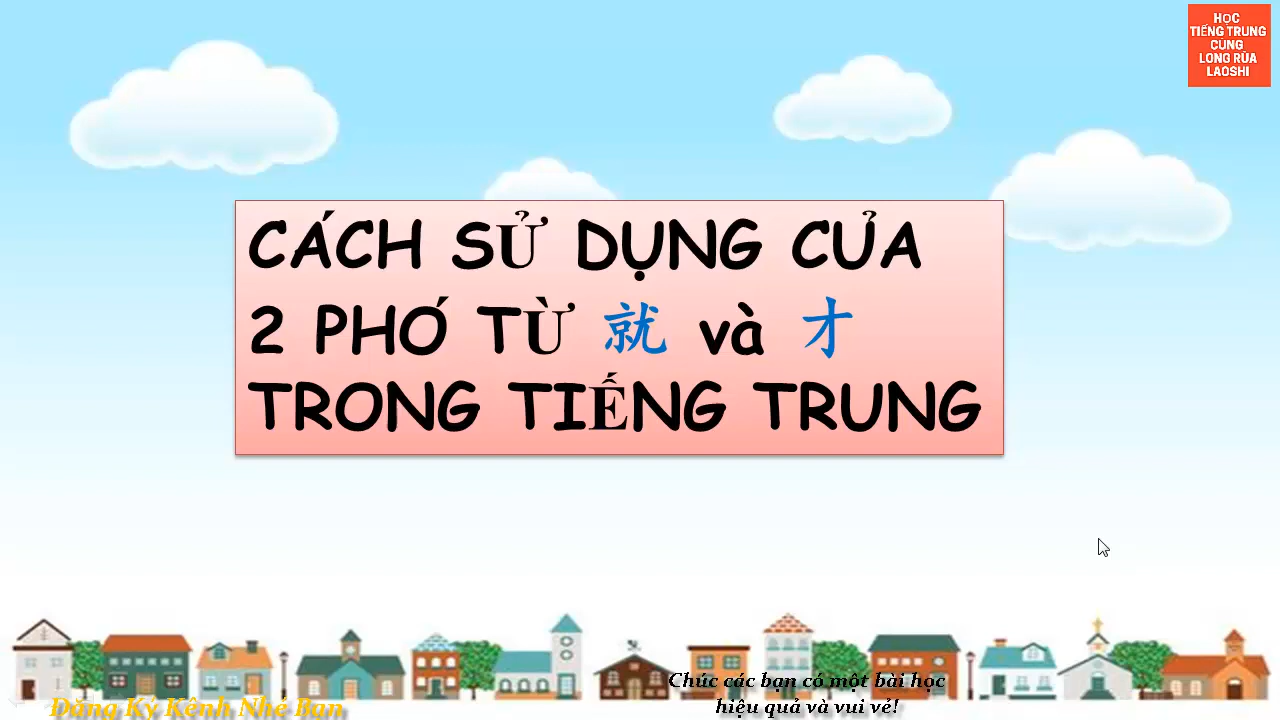 HỌC
TIẾNG TRUNG
CUNG
LONG RÙA
LAOSHI
CÁCH SỬ DỤNG CỦA
2 PHÓ TỪ 就 và 才
TRONG TIẾNG TRUNG
Chúc các bạn có một bài học
hiệu quả và vui vẻ!
Đăng Ký Kênh Nhé Bạn